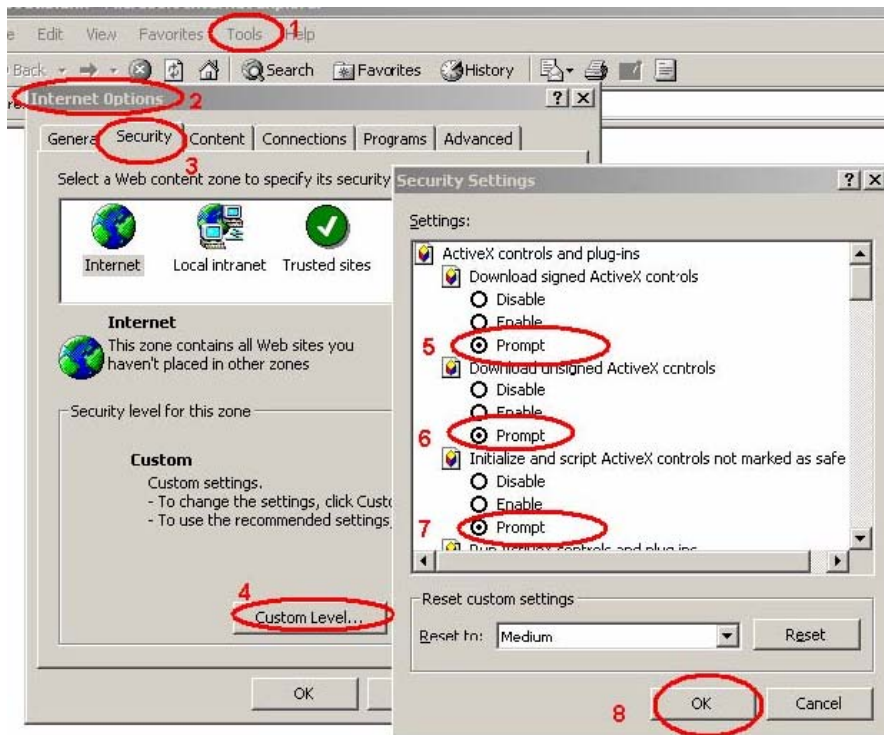 Edit View Favorites Tools Help 1
Back Search Favorites History
Internet Options 2
General Security Content Connections Programs Advanced
3
Select a Web content zone to specify its security
Internet Local intranet Trusted sites
Internet
This zone contains all Web sites you
haven't placed in other zones
Security level for this zone
Custom
Custom settings.
- To change the settings, click Custo
- To use the recommended settings,
4
Custom Level...
OK
Security Settings
Settings:
ActiveX controls and plug-ins
Download signed ActiveX controls
Disable
Enable
5 Prompt
Download unsigned ActiveX controls
Disable
Enable
6 Prompt
Initialize and script ActiveX controls not marked as safe
Disable
Enable
7 Prompt
Run ActiveX controls and plug-ins
Reset custom settings
Reset to: Medium Reset
8 OK Cancel